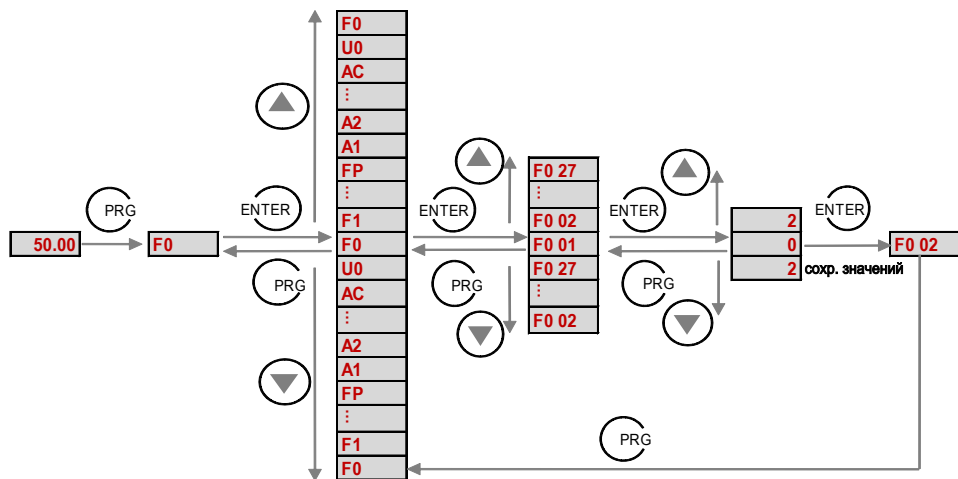 50.00
PRG
F0
ENTER
PRG
F0
U0
AC
⋮
A2
A1
FP
⋮
F1
F0
U0
AC
⋮
A2
A1
FP
⋮
F1
F0
ENTER
PRG
F0 27
⋮
F0 02
F0 01
F0 27
⋮
F0 02
ENTER
PRG
2
0
2 сохр. значений
ENTER
F0 02
PRG